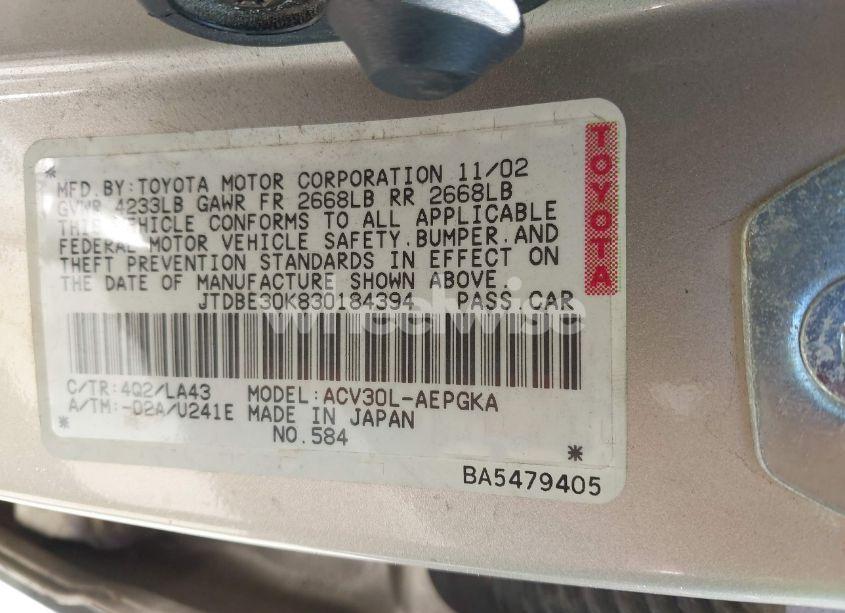 MFD.BY:TOYOTA MOTOR CORPORATION 11/02
GVWR 4233LB GAWR FR 2668LB RR 2668LB
THIS VEHICLE CONFORMS TO ALL APPLICABLE
FEDERAL MOTOR VEHICLE SAFETY,BUMPER,AND
THEFT PREVENTION STANDARDS IN EFFECT ON
THE DATE OF MANUFACTURE SHOWN ABOVE.
JTDBE30K830184394 PASS.CAR
TOYOTA
wheelwise
C/TR:4Q2/LA43 MODEL:ACV30L-AEPGKA
A/TM:-02A/U241E MADE IN JAPAN
NO.584
BA5479405